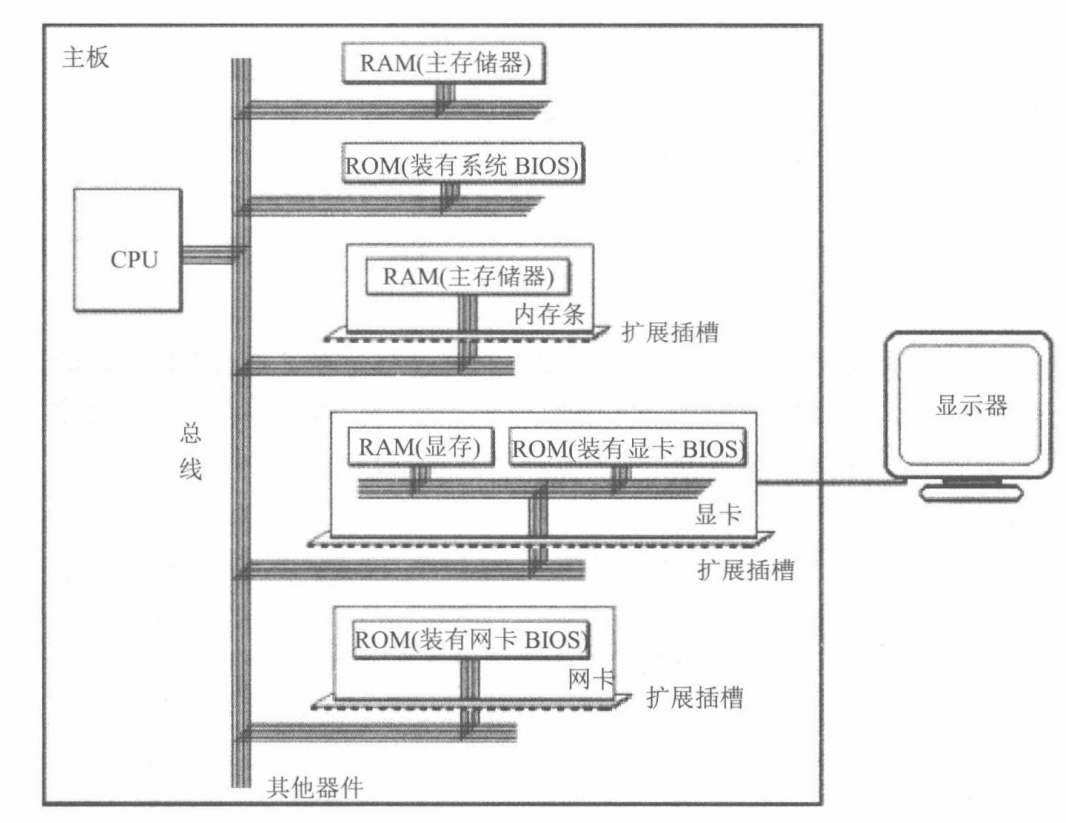 主板
RAM(主存储器)
ROM(装有系统 BIOS)
CPU
RAM(主存储器)
内存条
扩展插槽
总
线
RAM(显存)
ROM(装有显卡 BIOS)
显卡
扩展插槽
显示器
ROM(装有网卡 BIOS)
网卡
扩展插槽
其他器件